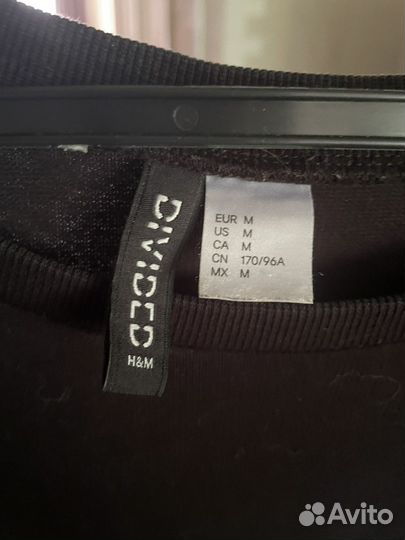 DIVIDED
H&M
EUR M
US M
CA M
CN 170/96A
MX M
Avito